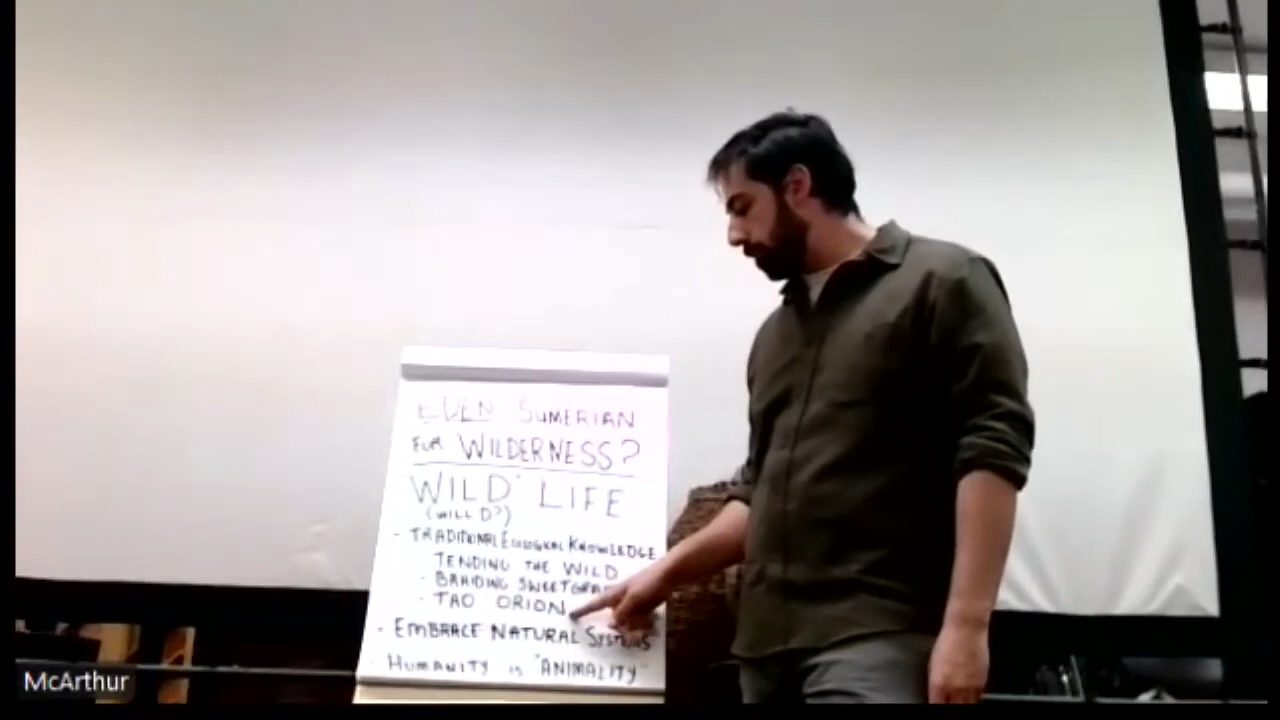 EDEN SUMERIAN
FOR WILDERNESS?
WILD LIFE
(WILL'D?)
- TRADITIONAL ECOLOGICAL KNOWLEDGE
TENDING THE WILD
- BRAIDING
- TAO ORION
- EMBRACE NATURAL SYSTEMS
- HUMANITY is "ANIMALITY"
McArthur